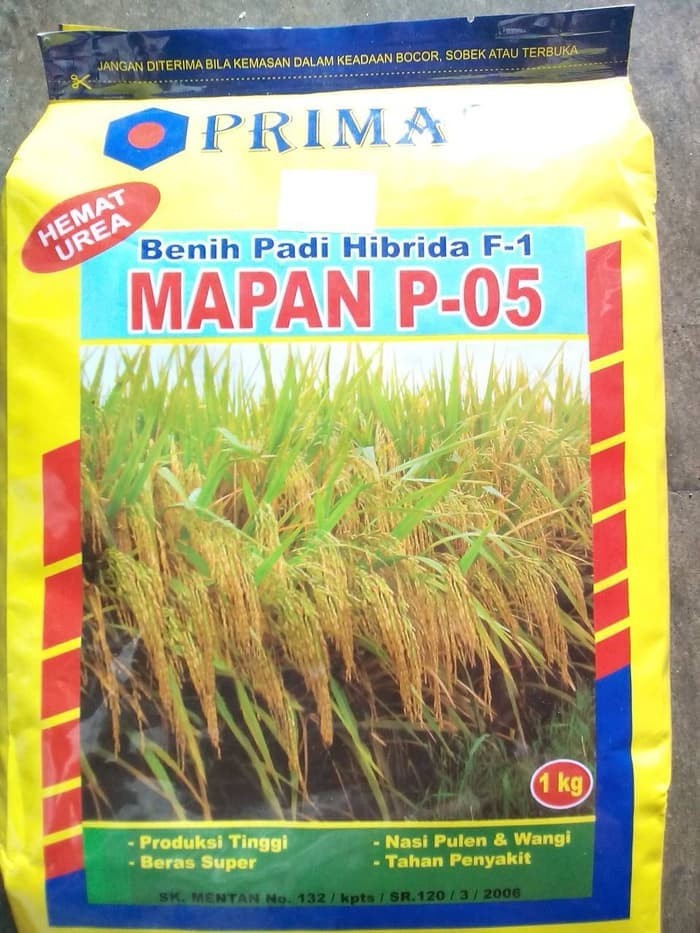 JANGAN DITERIMA BILA KEMASAN DALAM KEADAAN BOCOR, SOBEK ATAU TERBUKA
PRIMA
HEMAT
UREA
Benih Padi Hibrida F-1
MAPAN P-05
1 kg
- Produksi Tinggi
- Beras Super
- Nasi Pulen & Wangi
- Tahan Penyakit
SK. MENTAN No. 132 / kpts / SR.120 / 3 / 2006